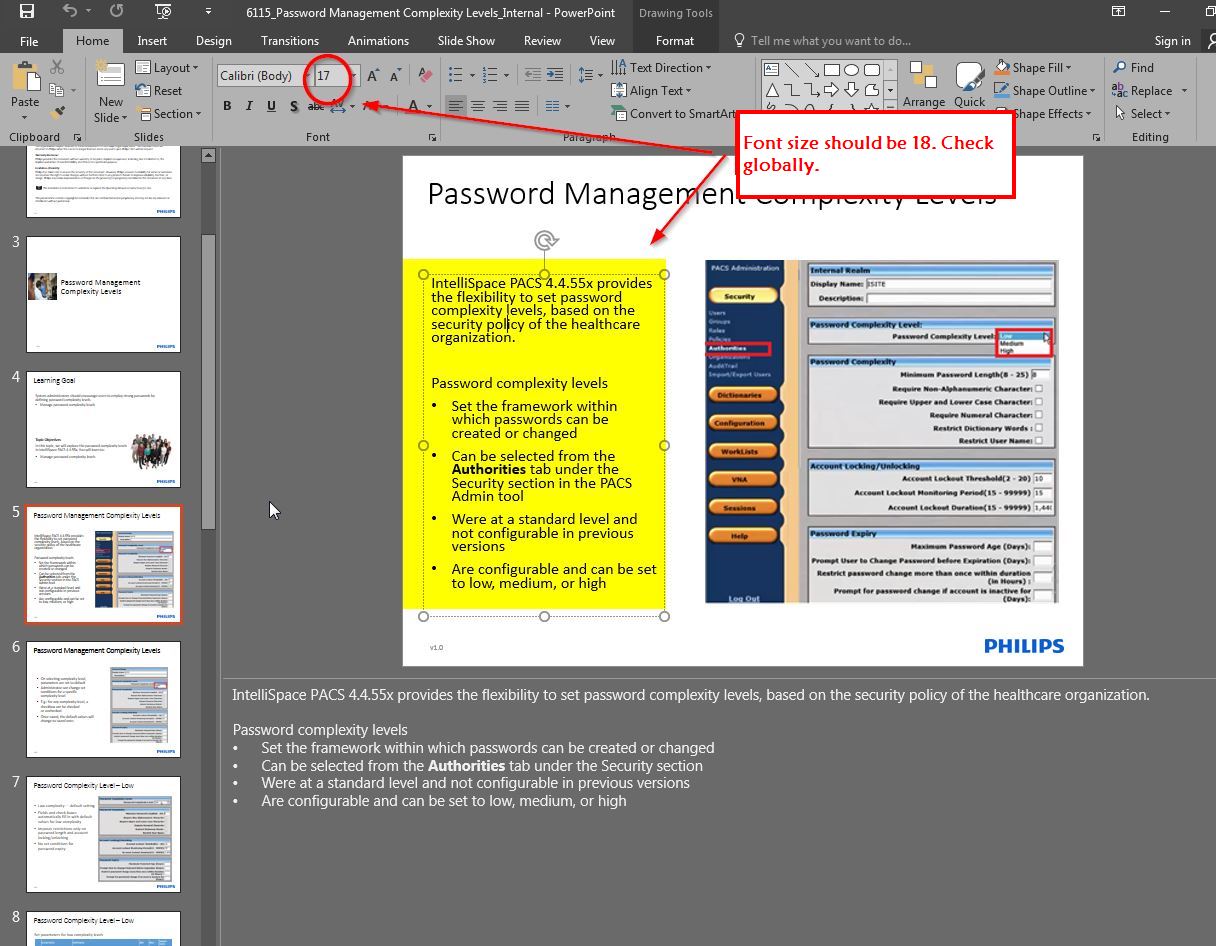 6115_Password Management Complexity Levels_Internal - PowerPoint
Drawing Tools
File
Home
Insert
Design
Transitions
Animations
Slide Show
Review
View
Format
Tell me what you want to do...
Sign in
Paste
New
Slide
Layout
Reset
Section
Calibri (Body)
17
B I U S abc AV
A
Text Direction
Align Text
Convert to SmartArt
Arrange
Quick
Shape Fill
Shape Outline
Shape Effects
Find
Replace
Select
Clipboard
Slides
Font
Paragraph
Editing
Font size should be 18. Check
globally.
PHILIPS
3
Password Management
Complexity Levels
PHILIPS
4
Learning Goal
Topic Objectives
PHILIPS
5
Password Management Complexity Levels
PHILIPS
6
Password Management Complexity Levels
PHILIPS
7
Password Complexity Level – Low
PHILIPS
8
Password Complexity Level – Low
Password Management Complexity Levels
IntelliSpace PACS 4.4.55x provides
the flexibility to set password
complexity levels, based on the
security policy of the healthcare
organization.
Password complexity levels
• Set the framework within
which passwords can be
created or changed
• Can be selected from the
Authorities tab under the
Security section in the PACS
Admin tool
• Were at a standard level and
not configurable in previous
versions
• Are configurable and can be set
to low, medium, or high
PACS Administration
Security
Users
Groups
Roles
Policies
Authorities
Organizations
AuditTrail
Import/Export Users
Dictionaries
Configuration
WorkLists
VNA
Sessions
Help
Log Out
Internal Realm
Display Name: ISITE
Description:
Password Complexity Level:
Password Complexity Level: Low
Medium
High
Password Complexity
Minimum Password Length(8 - 25) 8
Require Non-Alphanumeric Character:
Require Upper and Lower Case Character:
Require Numeral Character:
Restrict Dictionary Words :
Restrict User Name:
Account Locking/Unlocking
Account Lockout Threshold(2 - 20) 10
Account Lockout Monitoring Period(15 - 99999) 15
Account Lockout Duration(15 - 99999) 1,440
Password Expiry
Maximum Password Age (Days):
Prompt User to Change Password before Expiration (Days):
Restrict password change more than once within duration
(in Hours) :
Prompt for password change if account is inactive for
(Days):
v1.0
PHILIPS
IntelliSpace PACS 4.4.55x provides the flexibility to set password complexity levels, based on the security policy of the healthcare organization.
Password complexity levels
• Set the framework within which passwords can be created or changed
• Can be selected from the Authorities tab under the Security section
• Were at a standard level and not configurable in previous versions
• Are configurable and can be set to low, medium, or high